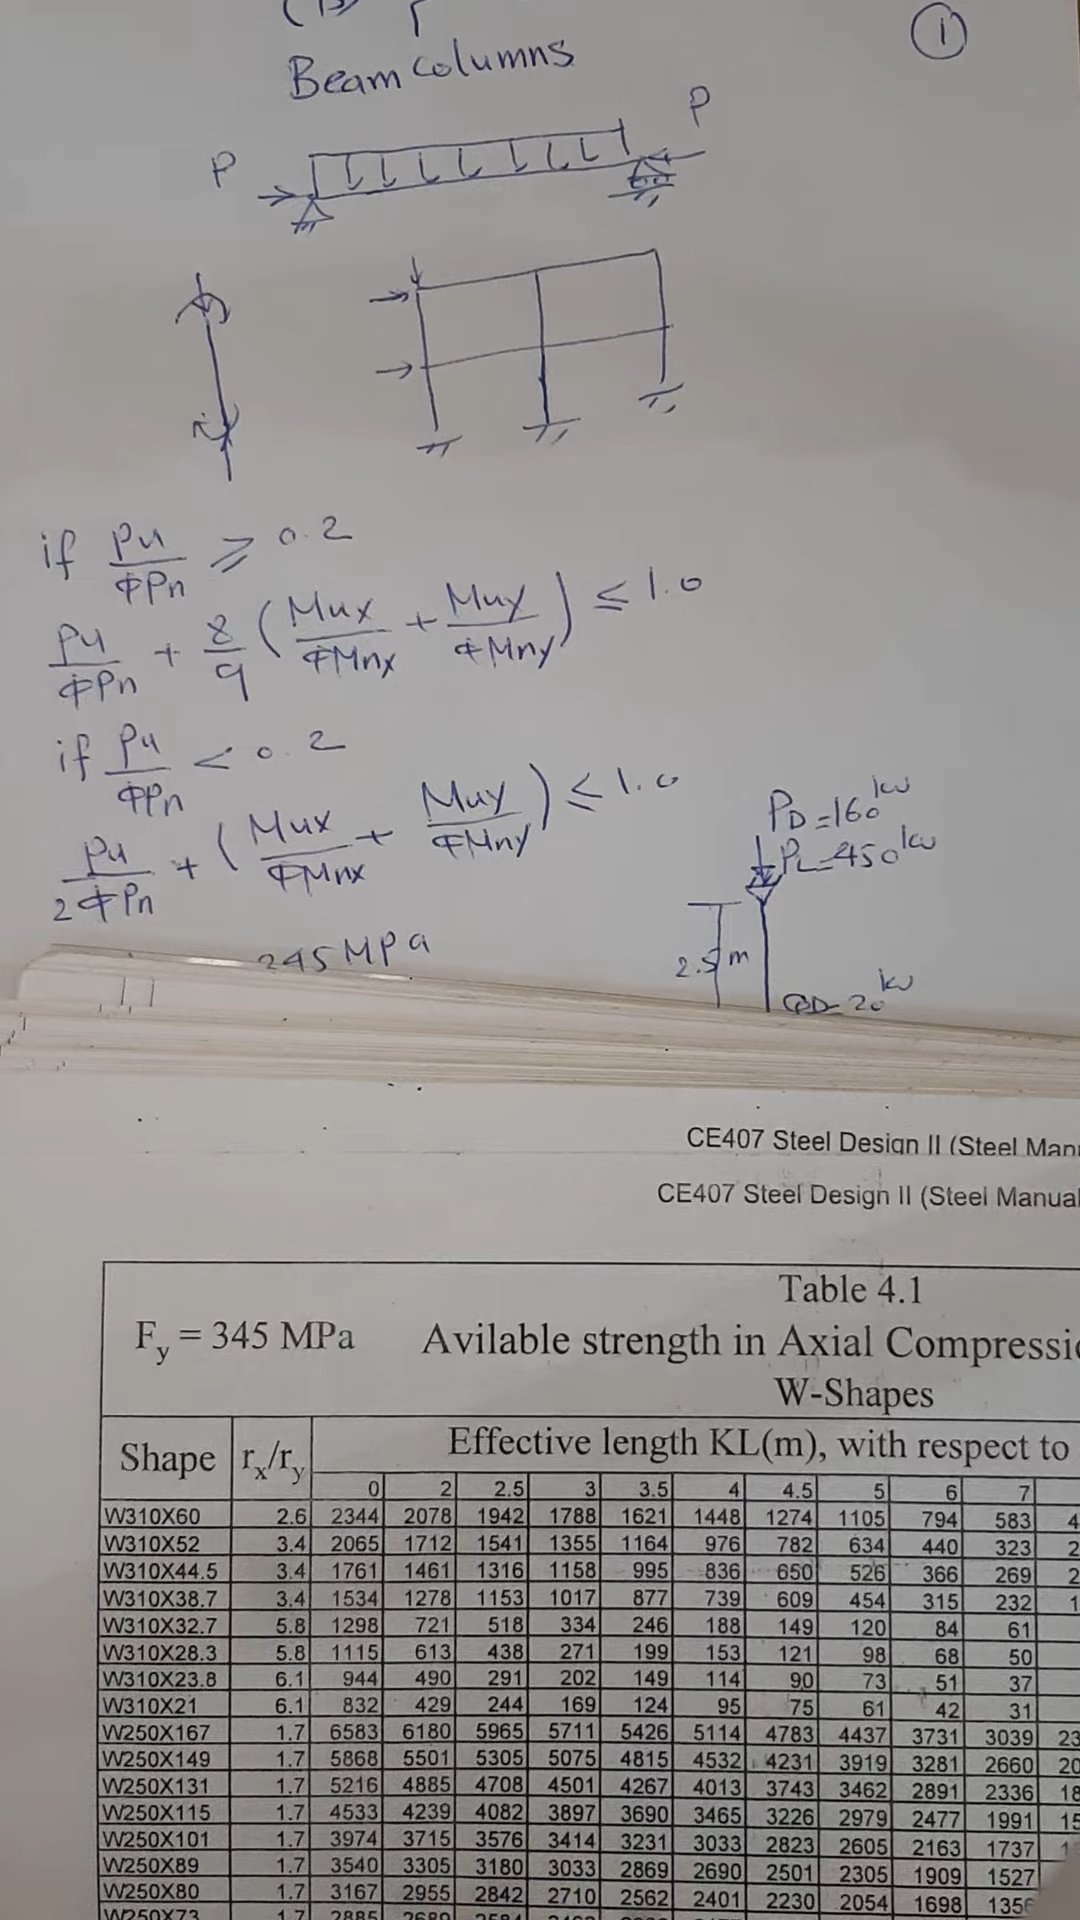 1
Beam columns
P
P
if Pu/ΦPn ≥ 0.2
Pu/ΦPn + 8/9 (Mux/ΦMnx + Muy/ΦMny) ≤ 1.0
if Pu/ΦPn < 0.2
Pu/2ΦPn + (Mux/ΦMnx + Muy/ΦMny) ≤ 1.0
PD=160 kN
PL=450 kN
245 MPa
2.5 m
20 kN
CE407 Steel Design II (Steel
CE407 Steel Design II (Steel Manual
Table 4.1
Fy = 345 MPa Avilable strength in Axial
W-Shapes
Shape rx/ry Effective length KL(m), with respect to
0 2 2.5 3 3.5 4 4.5 5 6 7
W310X60 2.6 2344 2078 1942 1788 1621 1448 1274 1105 794 583
W310X52 3.4 2065 1712 1541 1355 1164 976 782 634 440 323
W310X44.5 3.4 1761 1461 1316 1158 995 836 650 526 366 269
W310X38.7 3.4 1534 1278 1153 1017 877 739 609 454 315 232
W310X32.7 5.8 1298 721 518 334 246 188 149 120 84 61
W310X28.3 5.8 1115 613 438 271 199 153 121 98 68 50
W310X23.8 6.1 944 490 291 202 149 114 90 73 51 37
W310X21 6.1 832 429 244 169 124 95 75 61 42 31
W250X167 1.7 6583 6180 5965 5711 5426 5114 4783 4437 3731 3039
W250X149 1.7 5868 5501 5305 5075 4815 4532 4231 3919 3281 2660
W250X131 1.7 5216 4885 4708 4501 4267 4013 3743 3462 2891 2336
W250X115 1.7 4533 4239 4082 3897 3690 3465 3226 2979 2477 1991
W250X101 1.7 3974 3715 3576 3414 3231 3033 2823 2605 2163 1737
W250X89 1.7 3540 3305 3180 3033 2869 2690 2501 2305 1909 1527
W250X80 1.7 3167 2955 2842 2710 2562 2401 2230 2054 1698
W250X73 1.7 2885